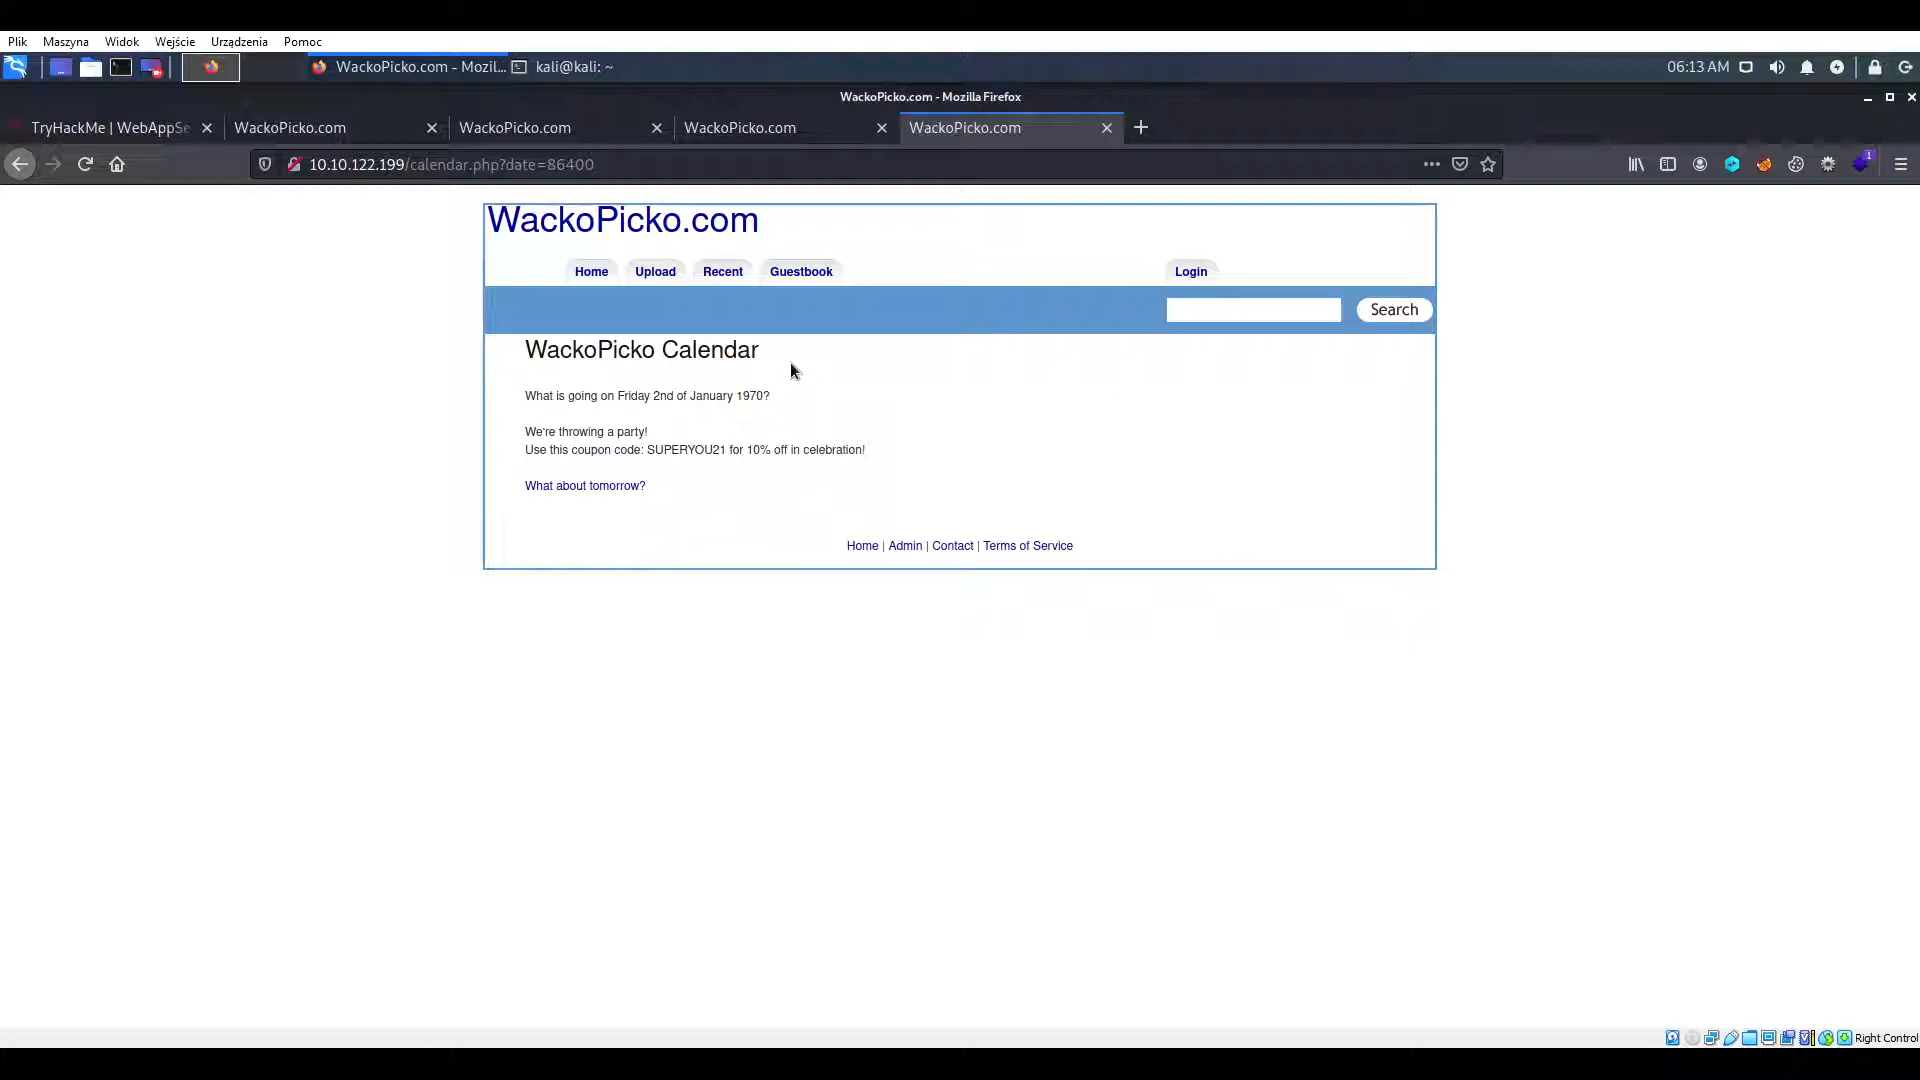 Plik Maszyna Widok Wejście Urządzenia Pomoc
WackoPicko.com - Mozil... kali@kali: ~ 06:13 AM
WackoPicko.com - Mozilla Firefox
TryHackMe | WebAppSe WackoPicko.com WackoPicko.com WackoPicko.com WackoPicko.com
10.10.122.199/calendar.php?date=86400 1
WackoPicko.com
Home Upload Recent Guestbook Login
Search
WackoPicko Calendar
What is going on Friday 2nd of January 1970?
We're throwing a party!
Use this coupon code: SUPERYOU21 for 10% off in celebration!
What about tomorrow?
Home | Admin | Contact | Terms of Service
Right Control